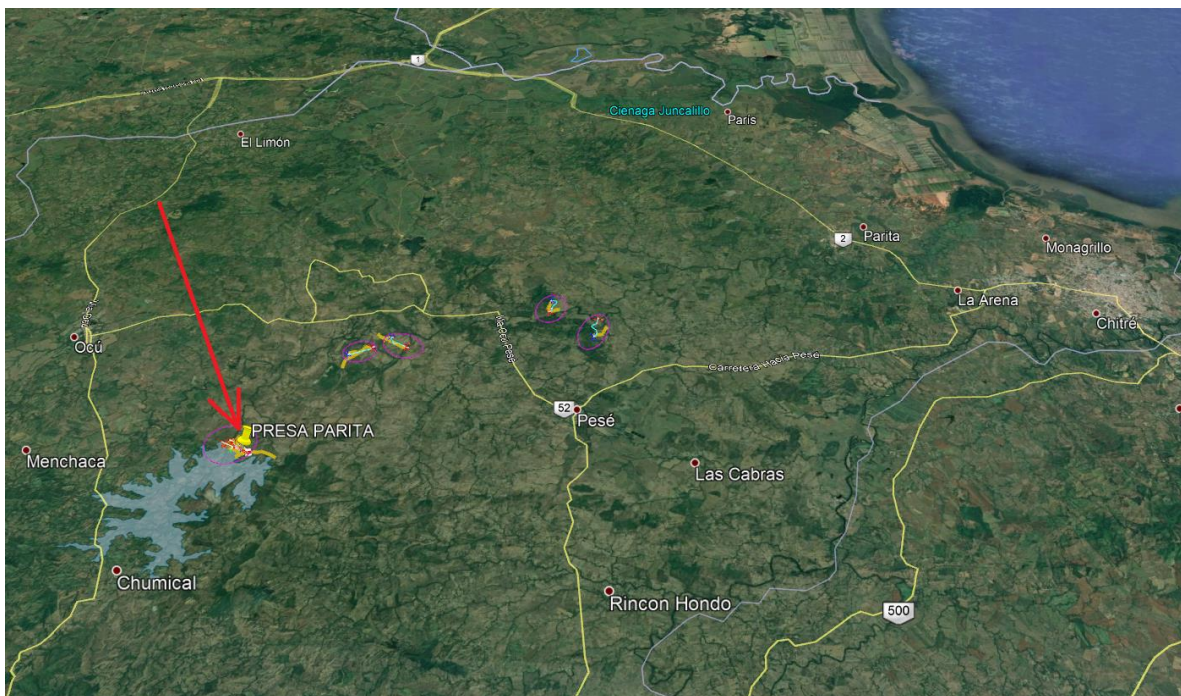 1
Cienaga Juncalillo
Paris
El Limón
2
Parita
Monagrillo
La Arena
Chitré
Ocú
Carretera hacia Pesé
52
Pesé
PRESA PARITA
Menchaca
Las Cabras
Chumical
Rincon Hondo
500